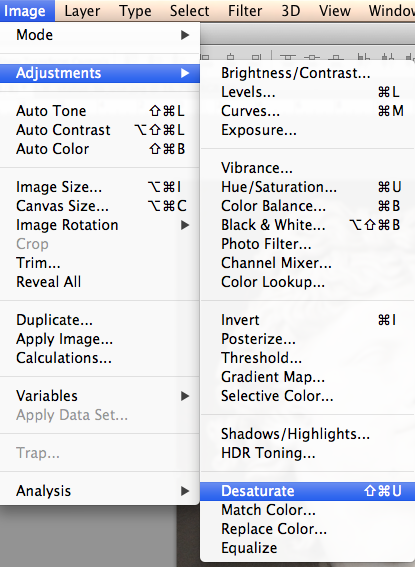 Image Layer Type Select Filter 3D View Window
Mode
Adjustments
Auto Tone ⇧⌘L
Auto Contrast ⌥⇧⌘L
Auto Color ⇧⌘B
Image Size... ⌥⌘I
Canvas Size... ⌥⌘C
Image Rotation
Crop
Trim...
Reveal All
Duplicate...
Apply Image...
Calculations...
Variables
Apply Data Set...
Trap...
Analysis
Brightness/Contrast...
Levels... ⌘L
Curves... ⌘M
Exposure...
Vibrance...
Hue/Saturation... ⌘U
Color Balance... ⌘B
Black & White... ⌥⇧⌘B
Photo Filter...
Channel Mixer...
Color Lookup...
Invert ⌘I
Posterize...
Threshold...
Gradient Map...
Selective Color...
Shadows/Highlights...
HDR Toning...
Desaturate ⇧⌘U
Match Color...
Replace Color...
Equalize